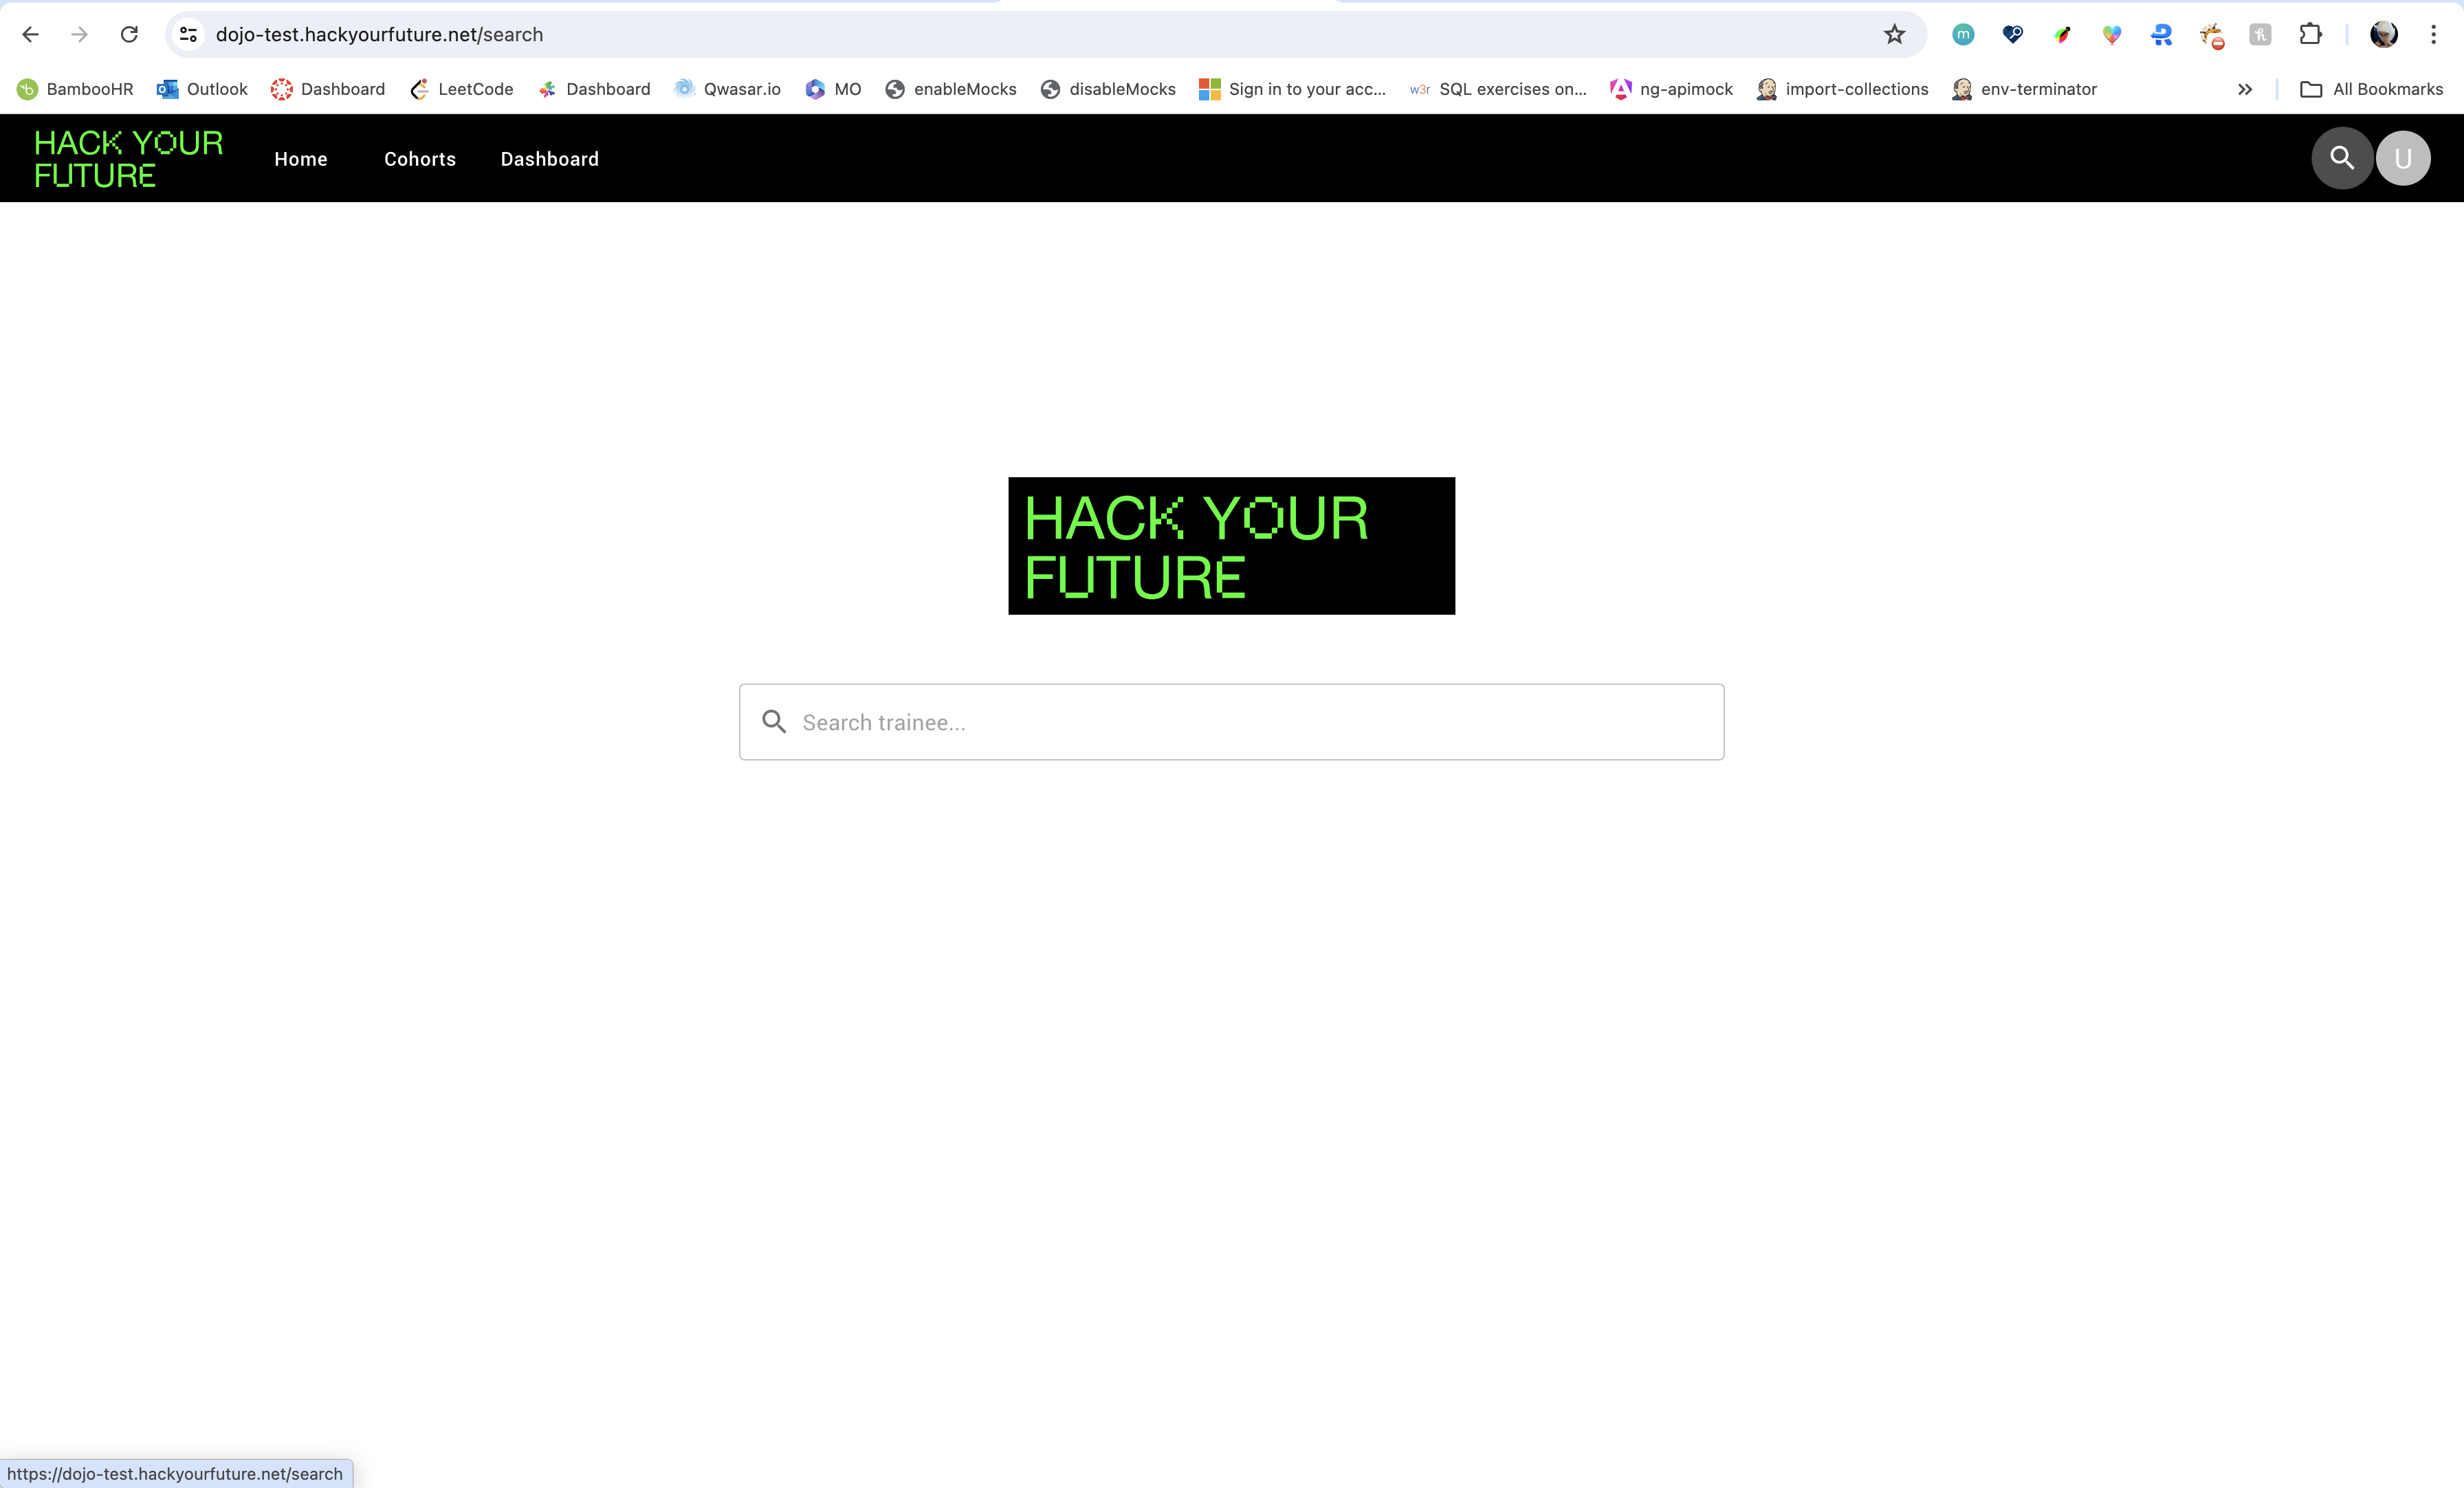 dojo-test.hackyourfuture.net/search
BambooHR Outlook Dashboard LeetCode Dashboard Qwasar.io MO enableMocks disableMocks Sign in to your acc... w3r SQL exercises on... ng-apimock import-collections env-terminator All Bookmarks
HACK YOUR
FUTURE
Home Cohorts Dashboard
U
HACK YOUR
FUTURE
Search trainee...
https://dojo-test.hackyourfuture.net/search